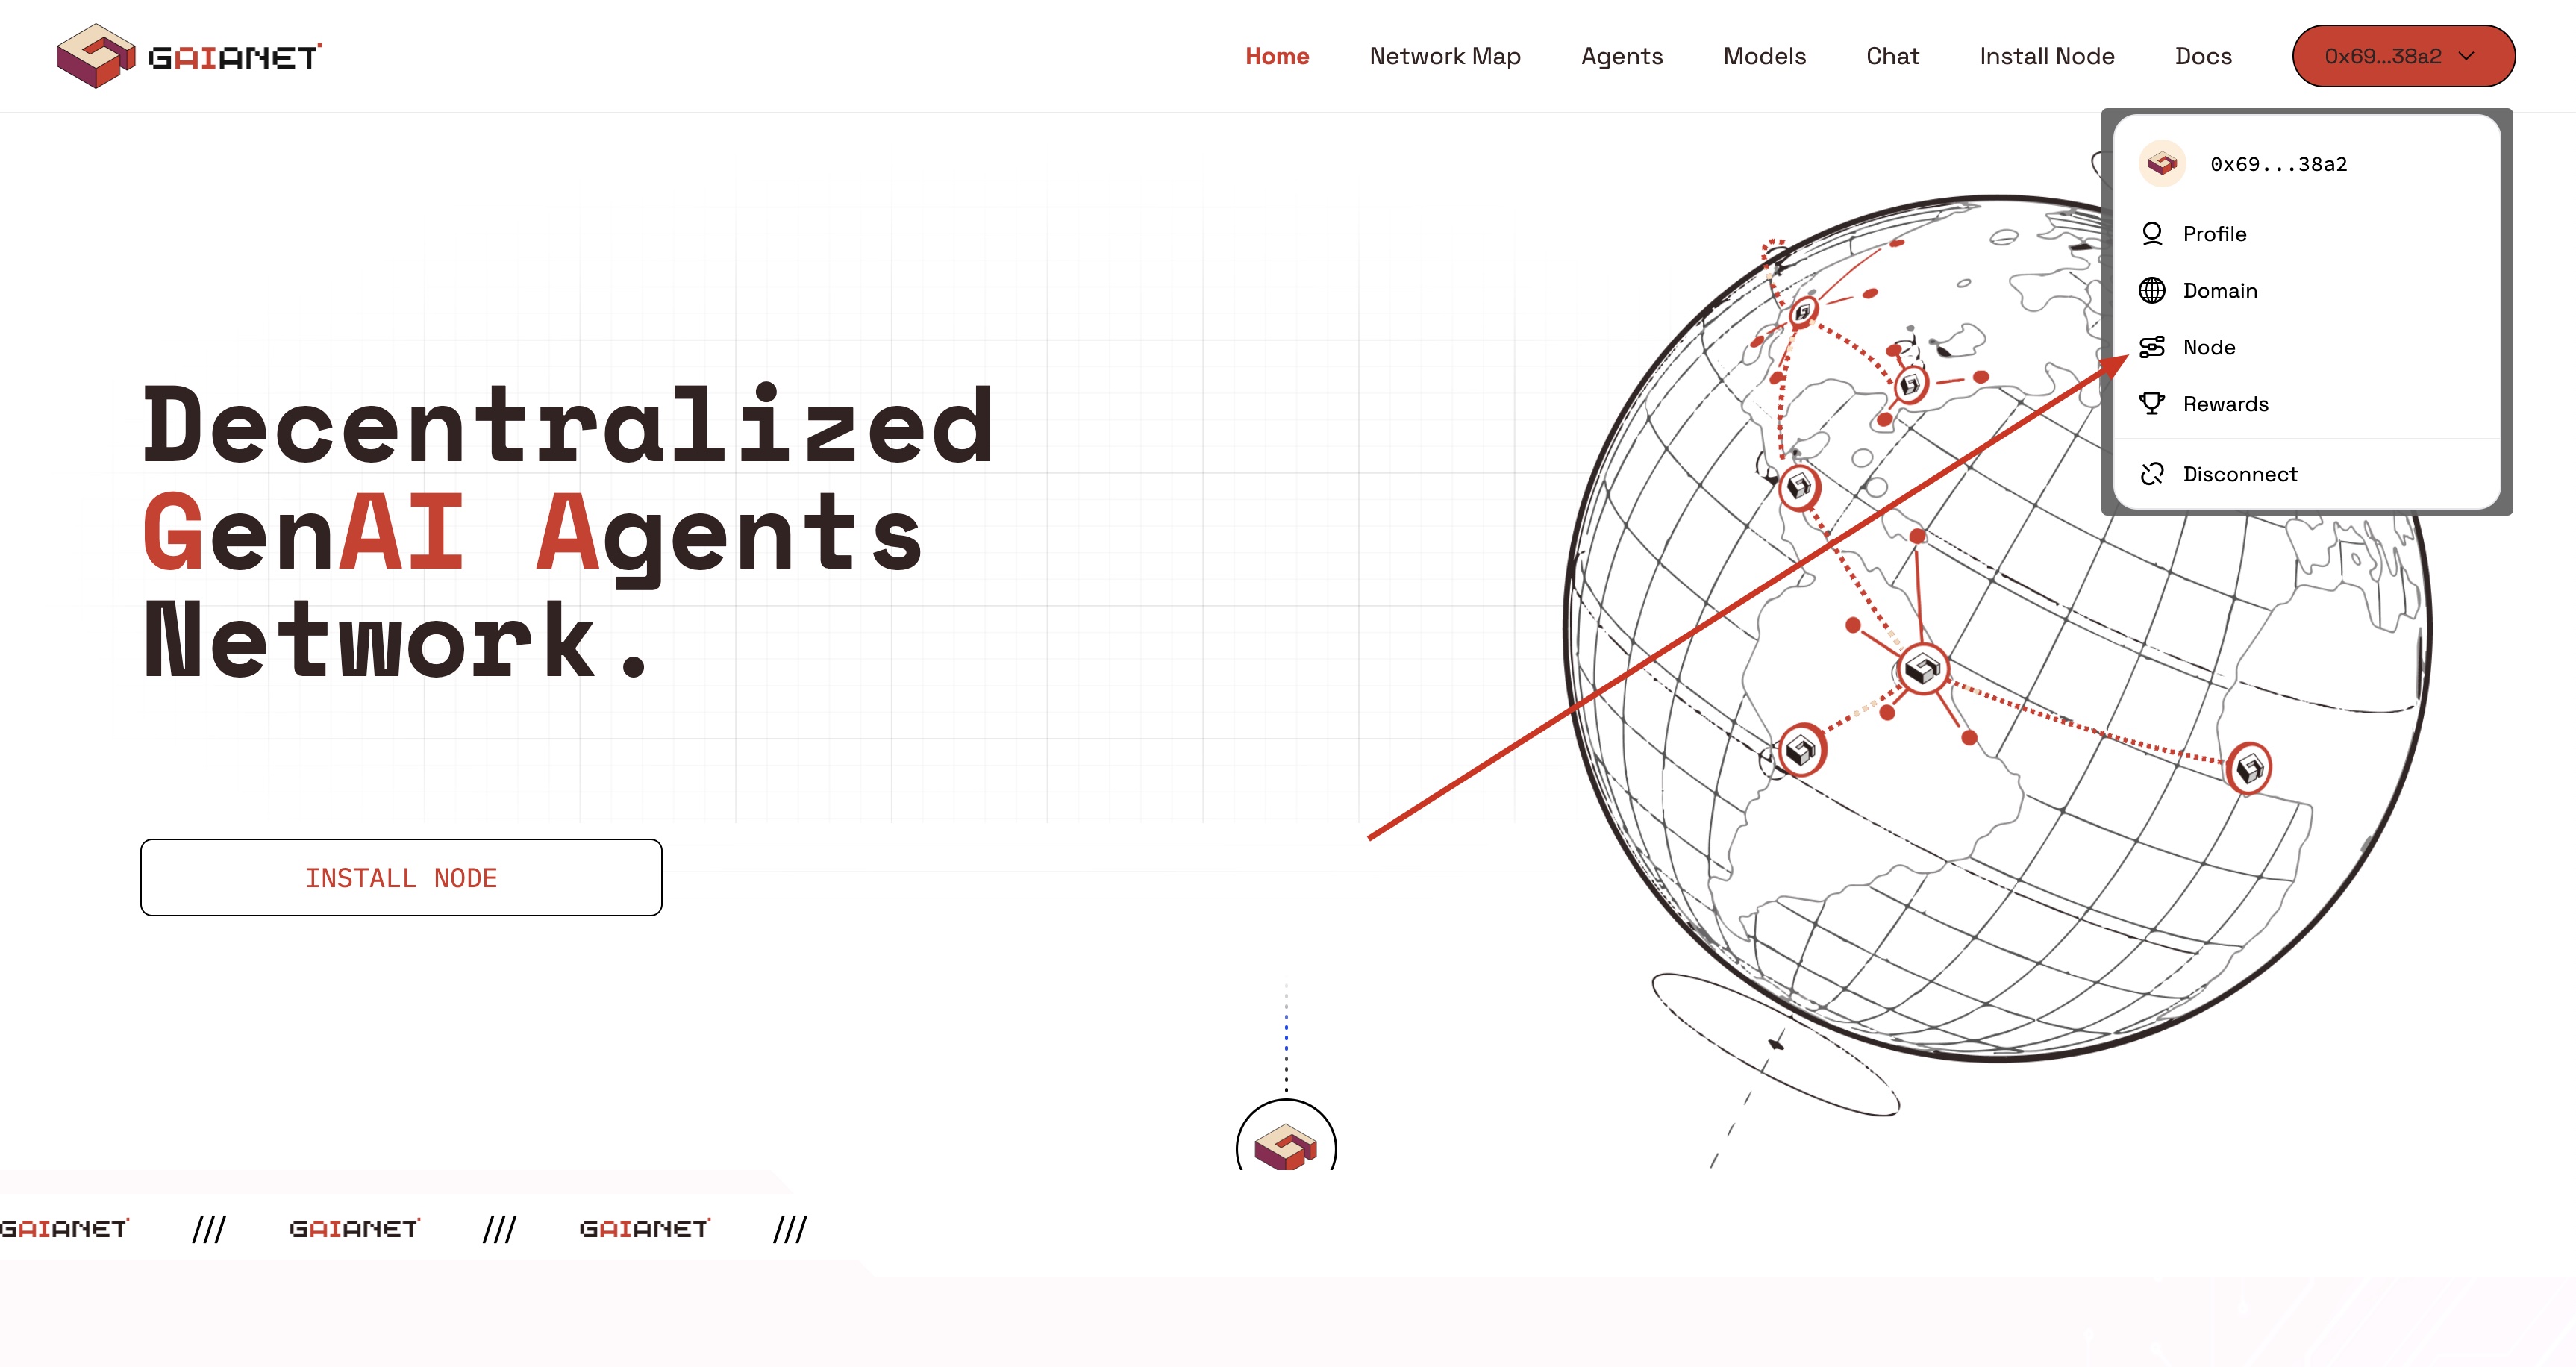 GAIANET
Home Network Map Agents Models Chat Install Node Docs 0x69...38a2
0x69...38a2
Profile
Domain
Node
Rewards
Disconnect
Decentralized
GenAI Agents
Network.
INSTALL NODE
GAIANET /// GAIANET /// GAIANET ///